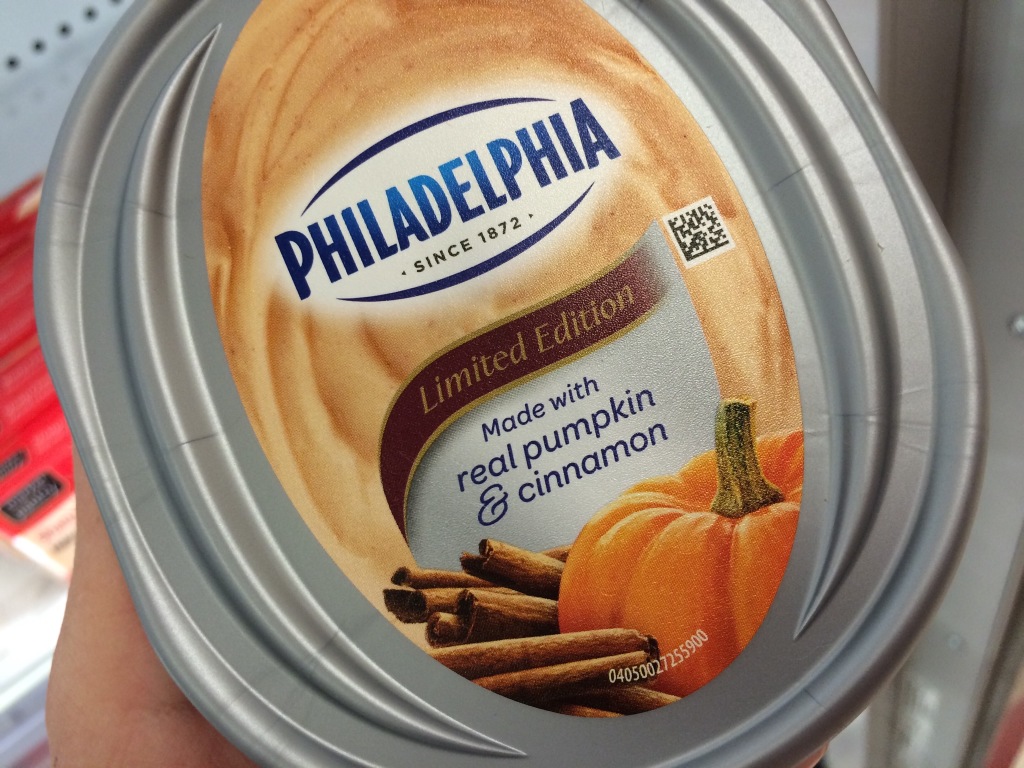 PHILADELPHIA
SINCE 1872
Limited Edition
Made with
real pumpkin
& cinnamon
04050027255900